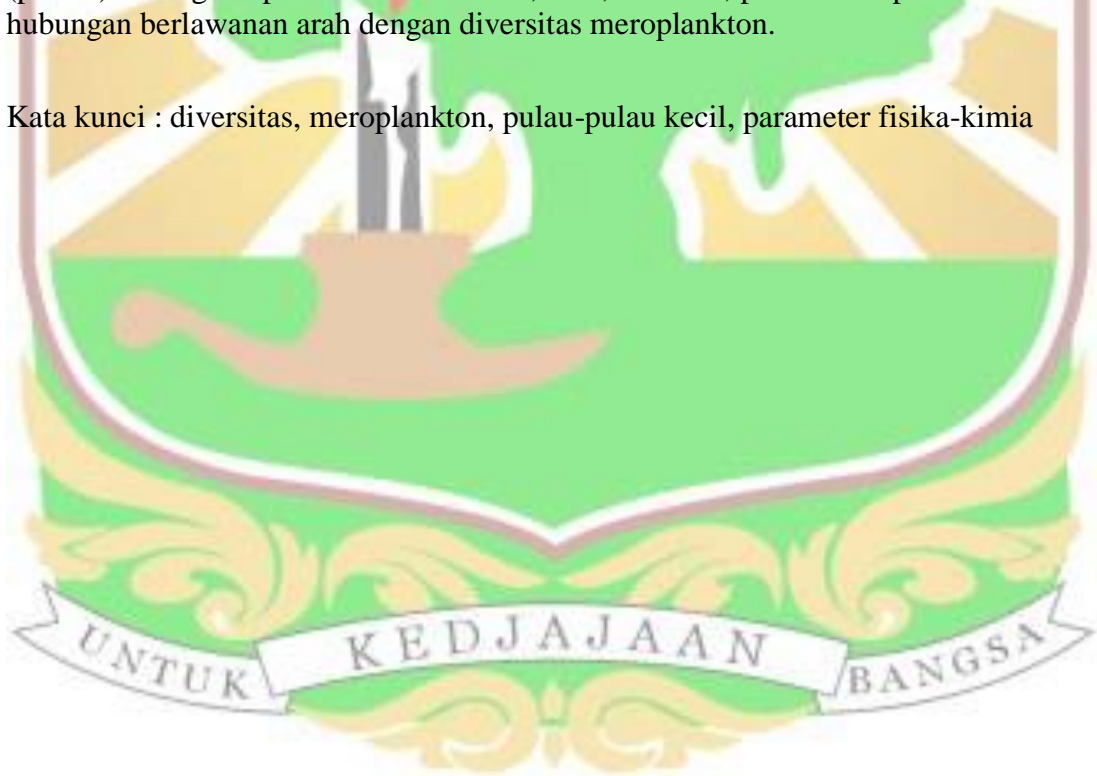 hubungan berlawanan arah dengan diversitas meroplankton.
Kata kunci : diversitas, meroplankton, pulau-pulau kecil, parameter fisika-kimia
UNTUK KEDJAJAAN BANGSA